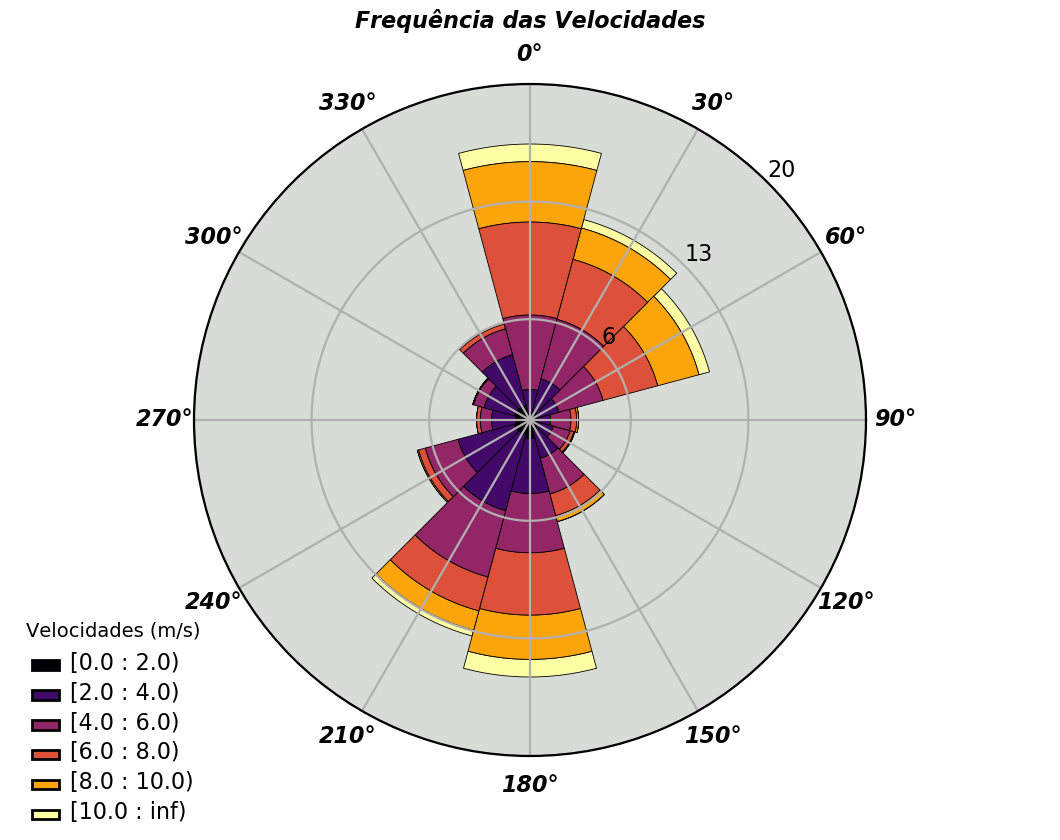 Frequência das Velocidades
0°
330°
30°
20
300°
60°
13
6
270°
90°
240°
120°
210°
150°
180°
Velocidades (m/s)
[0.0 : 2.0)
[2.0 : 4.0)
[4.0 : 6.0)
[6.0 : 8.0)
[8.0 : 10.0)
[10.0 : inf)